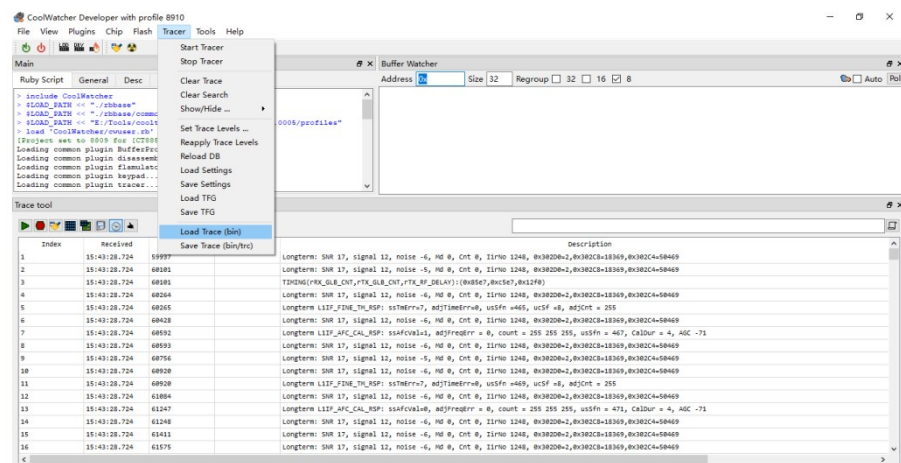 CoolWatcher Developer with profile 8910
File View Plugins Chip Flash Tracer Tools Help
Main
Ruby Script General Desc
> include CoolWatcher
> $LOAD_PATH << "./rbbase"
> $LOAD_PATH << "./rbbase/commo
> $LOAD_PATH << "E:/Tools/coolt
.0005/profiles"
> load 'CoolWatcher/cwuser.rb'
[Project set to 8809 for [CT88
Loading common plugin BufferPro
Loading common plugin disassemb
Loading common plugin flamulato
Loading common plugin keypad...
Loading common plugin tracer...
Start Tracer
Stop Tracer
Clear Trace
Clear Search
Show/Hide ...
Set Trace Levels ...
Reapply Trace Levels
Reload DB
Load Settings
Save Settings
Load TFG
Save TFG
Load Trace (bin)
Save Trace (bin/trc)
Buffer Watcher
Address 0x Size 32 Regroup 32 16 8 Auto Pol
Trace tool
Index Received Description
1 15:43:28.724 59937 Longterm: SNR 17, signal 12, noise -6, Md 0, Cnt 0, IirNo 1248, 0x302D0=2,0x302C8=18369,0x302C4=50469
2 15:43:28.724 60101 Longterm: SNR 17, signal 12, noise -5, Md 0, Cnt 0, IirNo 1248, 0x302D0=2,0x302C8=18369,0x302C4=50469
3 15:43:28.724 60101 TIMING(rRX_GLB_CNT,rTX_GLB_CNT,rTX_RF_DELAY):(0x85e7,0xc5e7,0x12f0)
4 15:43:28.724 60264 Longterm: SNR 17, signal 12, noise -6, Md 0, Cnt 0, IirNo 1248, 0x302D0=2,0x302C8=18369,0x302C4=50469
5 15:43:28.724 60265 Longterm L1IF_FINE_TM_RSP: ssTmErr=7, adjTimeErr=0, usSfn =465, ucSf =8, adjCnt = 255
6 15:43:28.724 60428 Longterm: SNR 17, signal 12, noise -6, Md 0, Cnt 0, IirNo 1248, 0x302D0=2,0x302C8=18369,0x302C4=50469
7 15:43:28.724 60592 Longterm L1IF_AFC_CAL_RSP: ssAfcVal=1, adjFreqErr = 0, count = 255 255 255, usSfn = 467, CalDur = 4, AGC -71
8 15:43:28.724 60593 Longterm: SNR 17, signal 12, noise -6, Md 0, Cnt 0, IirNo 1248, 0x302D0=2,0x302C8=18369,0x302C4=50469
9 15:43:28.724 60756 Longterm: SNR 17, signal 12, noise -5, Md 0, Cnt 0, IirNo 1248, 0x302D0=2,0x302C8=18369,0x302C4=50469
10 15:43:28.724 60920 Longterm: SNR 17, signal 12, noise -6, Md 0, Cnt 0, IirNo 1248, 0x302D0=2,0x302C8=18369,0x302C4=50469
11 15:43:28.724 60920 Longterm L1IF_FINE_TM_RSP: ssTmErr=7, adjTimeErr=0, usSfn =469, ucSf =8, adjCnt = 255
12 15:43:28.724 61084 Longterm: SNR 17, signal 12, noise -6, Md 0, Cnt 0, IirNo 1248, 0x302D0=2,0x302C8=18369,0x302C4=50469
13 15:43:28.724 61247 Longterm L1IF_AFC_CAL_RSP: ssAfcVal=0, adjFreqErr = 0, count = 255 255 255, usSfn = 471, CalDur = 4, AGC -71
14 15:43:28.724 61248 Longterm: SNR 17, signal 12, noise -6, Md 0, Cnt 0, IirNo 1248, 0x302D0=2,0x302C8=18369,0x302C4=50469
15 15:43:28.724 61411 Longterm: SNR 17, signal 12, noise -6, Md 0, Cnt 0, IirNo 1248, 0x302D0=2,0x302C8=18369,0x302C4=50469
16 15:43:28.724 61575 Longterm: SNR 17, signal 12, noise -6, Md 0, Cnt 0, IirNo 1248, 0x302D0=2,0x302C8=18369,0x302C4=50469